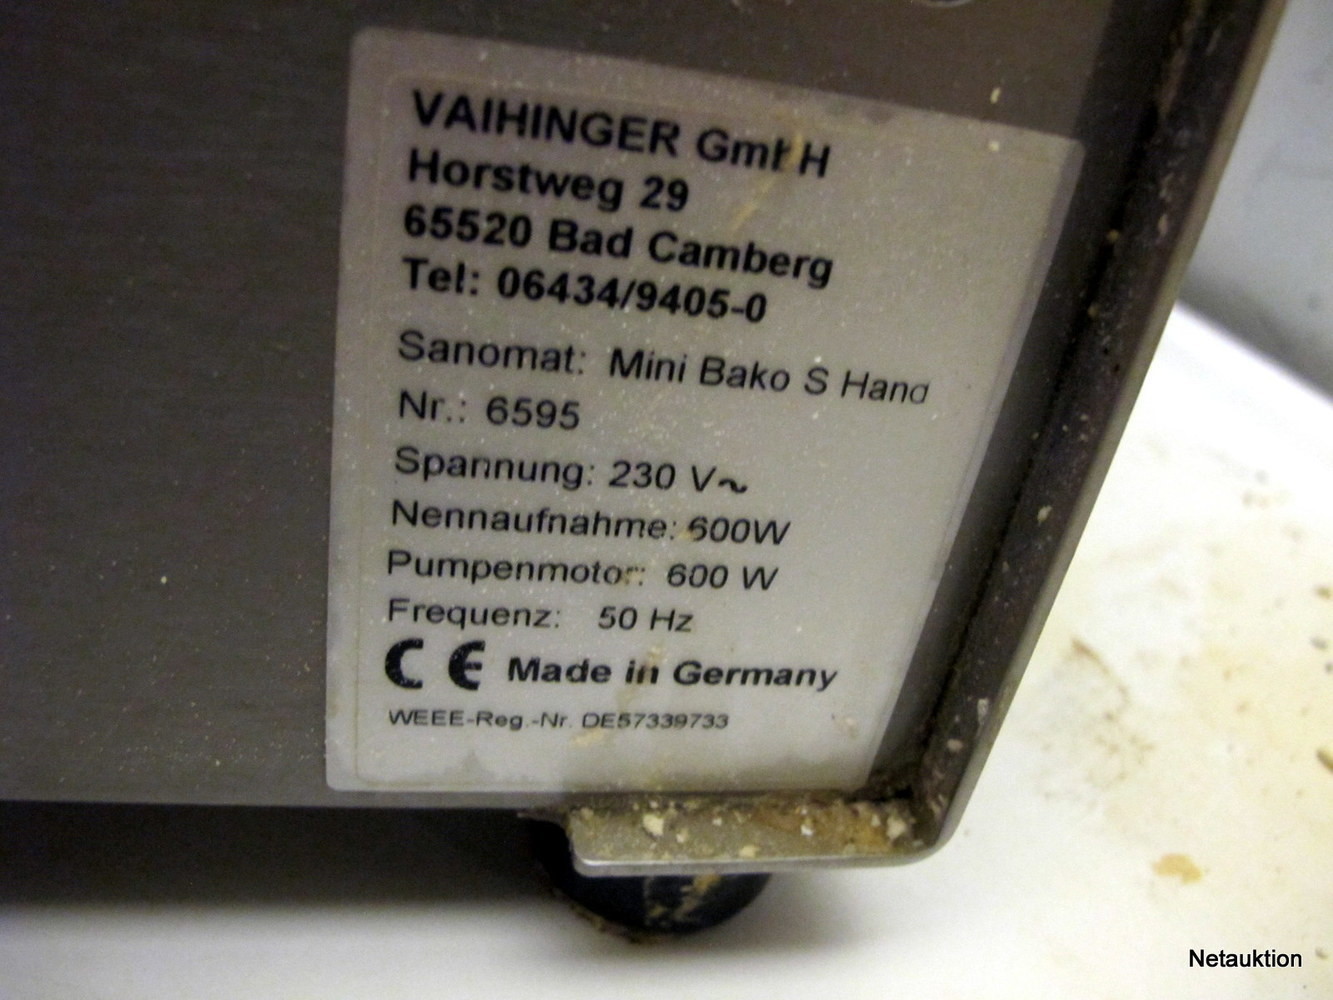 VAIHINGER GmbH
Horstweg 29
65520 Bad Camberg
Tel: 06434/9405-0
Sanomat: Mini Bako S Hand
Nr.: 6595
Spannung: 230 V~
Nennaufnahme: 600W
Pumpenmotor: 600 W
Frequenz: 50 Hz
CE Made in Germany
WEEE-Reg.-Nr. DE57339733
Netauktion